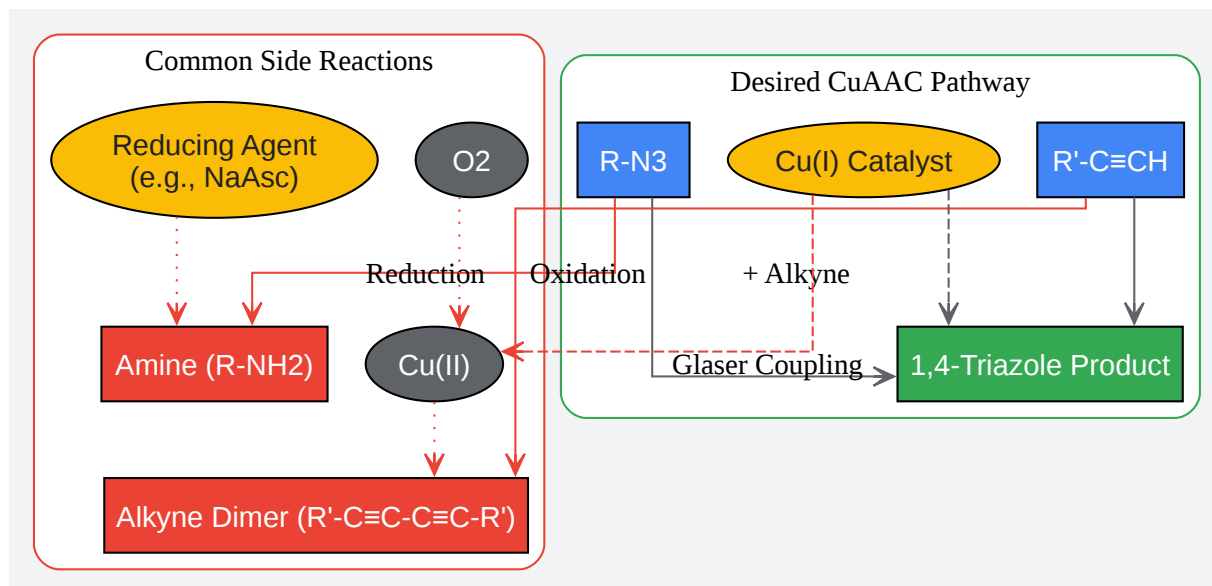 Common Side Reactions
Desired CuAAC Pathway
Reducing Agent
(e.g., NaAsc)
O2
R-N3
Cu(I) Catalyst
R'-C≡CH
Reduction
Oxidation
+ Alkyne
Amine (R-NH2)
Cu(II)
Glaser Coupling
1,4-Triazole Product
Alkyne Dimer (R'-C≡C-C≡C-R')